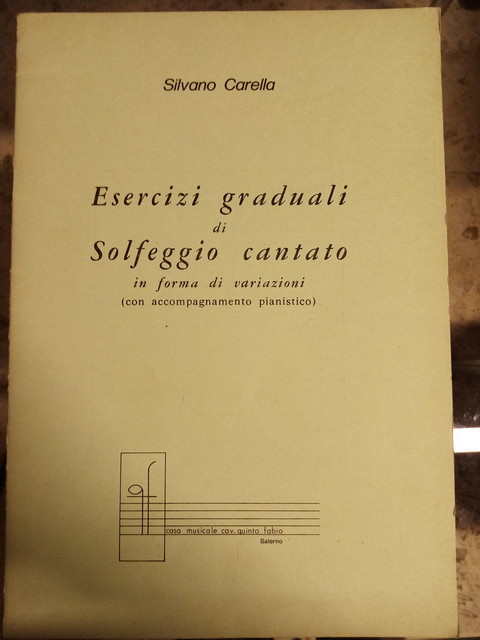 Silvano Carella
Esercizi graduali
di
Solfeggio cantato
in forma di variazioni
(con accompagnamento pianistico)
casa musicale cav. quinto fabio
Salerno